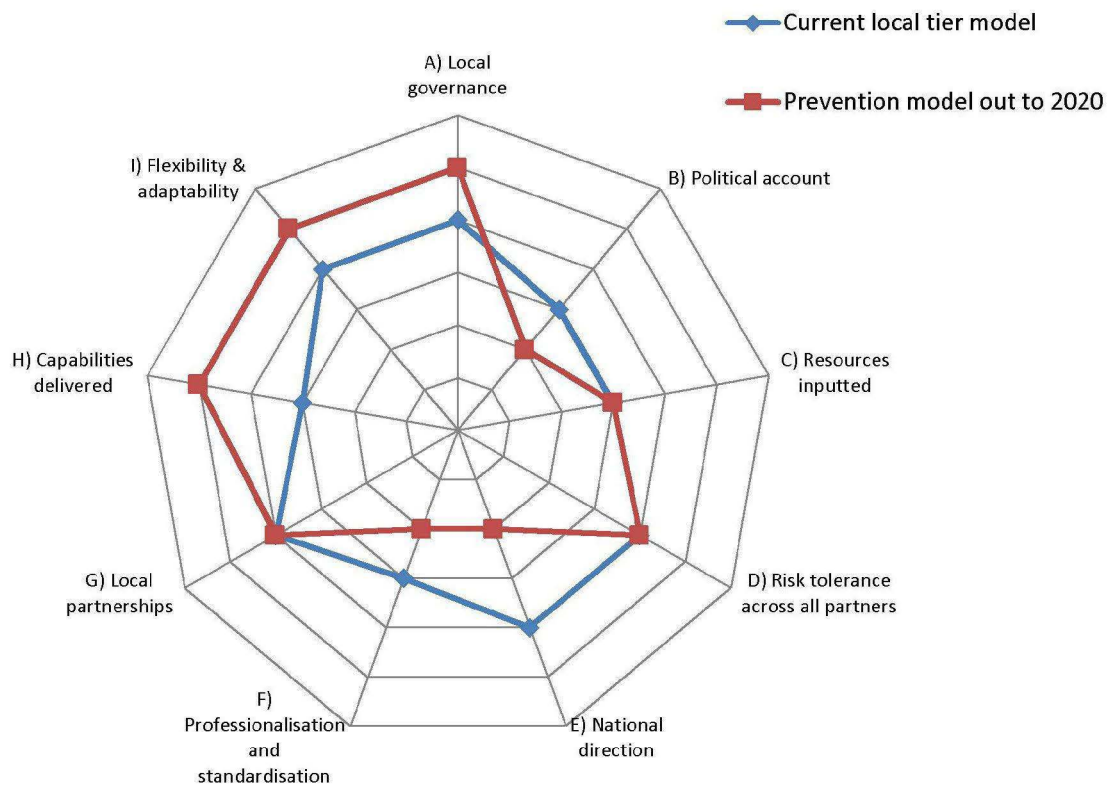 Current local tier model
Prevention model out to 2020
A) Local
governance
B) Political account
C) Resources
inputted
D) Risk tolerance
across all partners
E) National
direction
F)
Professionalisation
and
standardisation
G) Local
partnerships
H) Capabilities
delivered
I) Flexibility &
adaptability